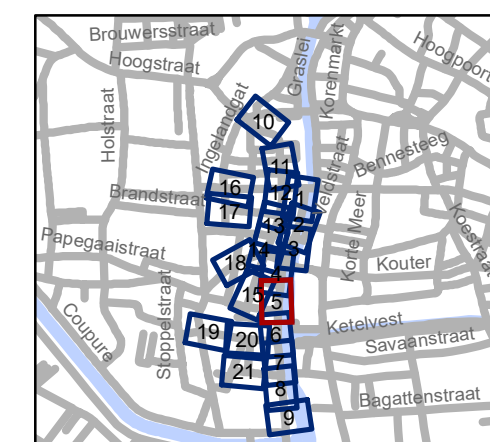 Brouwersstraat
Hoogstraat
Graslei
Korenmarkt
Hoogpoort
Holstraat
Ingelandgat
10
Bennesteeg
Veldstraat
11
16
12
1
Brandstraat
17
Korte Meer
Koestraat
13
2
Papegaaistraat
14
3
18
4
Kouter
15
5
Coupure
Stoppelstraat
19
20
6
Ketelvest
Savaanstraat
21
7
8
Bagattenstraat
9